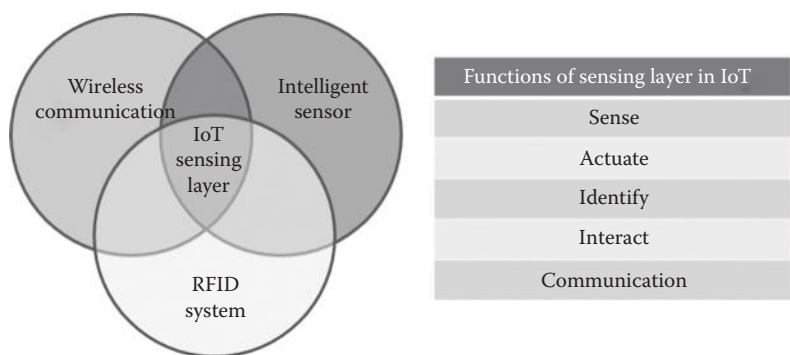 Wireless
communication
Intelligent
sensor
IoT
sensing
layer
RFID
system
Functions of sensing layer in IoT
Sense
Actuate
Identify
Interact
Communication